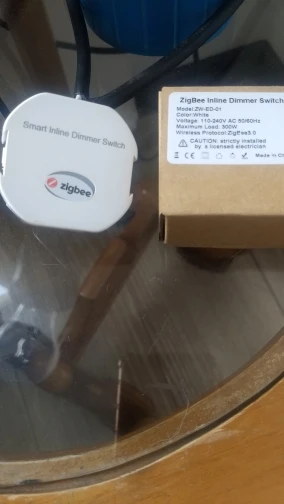 Smart Inline Dimmer Switch
zigbee
ZigBee Inline Dimmer Switch
Model:ZW-ED-01
Color:White
Voltage: 110-240V AC 50/60Hz
Maximum Load: 300W
Wireless Protocol:ZigBee3.0
CAUTION: strictly installed
by a licensed electrician
CE Made in C